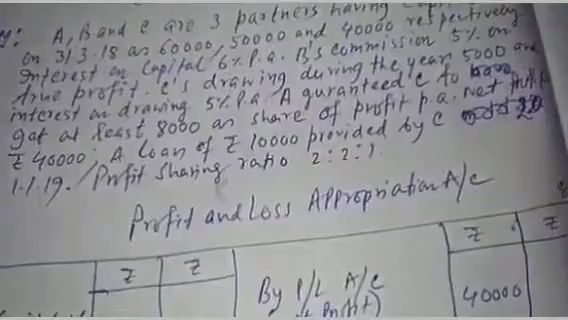 A, B and C are 3 partners having
on 31/3.18 as 60000, 50000 and 40000 respectively
Interest on Capital 6% P.a. B's commission 5% on
true profit. C's drawing during the year 5000 and
interest on drawing 5% P.a. A guranteed C to
get at least 8000 as share of profit p.a. Net Profit
₹ 40000. A loan of ₹ 10000 provided by C
1.1.19. Profit Sharing ratio 2:2:1
Profit and Loss Appropriation A/c
₹ ₹ ₹ ₹
By P/L A/c 40000
Profit)